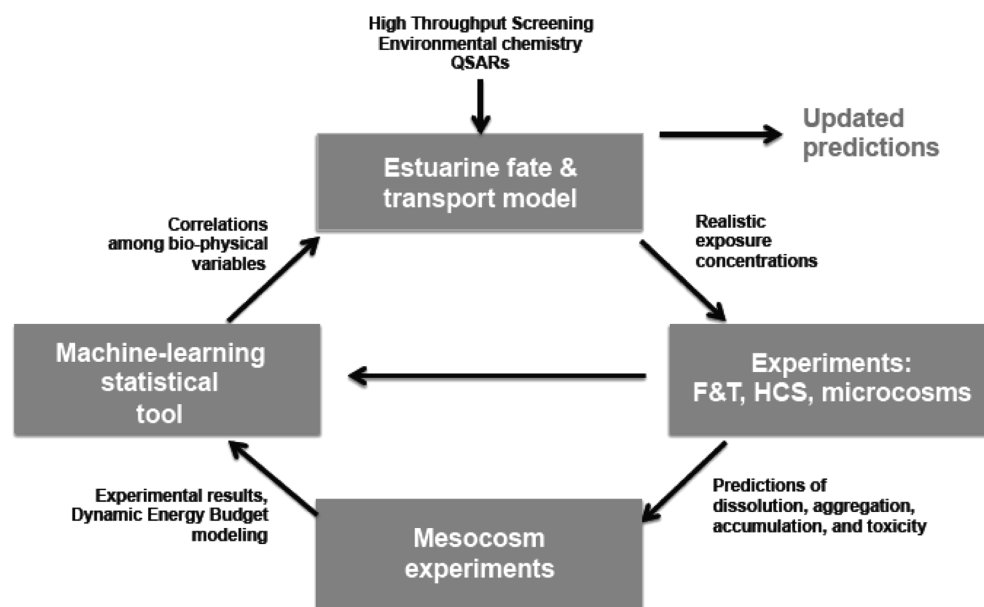 High Throughput Screening
Environmental chemistry
QSARs
Updated
predictions
Estuarine fate &
transport model
Correlations
among bio-physical
variables
Realistic
exposure
concentrations
Machine-learning
statistical
tool
Experiments:
F&T, HCS, microcosms
Experimental results,
Dynamic Energy Budget
modeling
Predictions of
dissolution, aggregation,
accumulation, and toxicity
Mesocosm
experiments